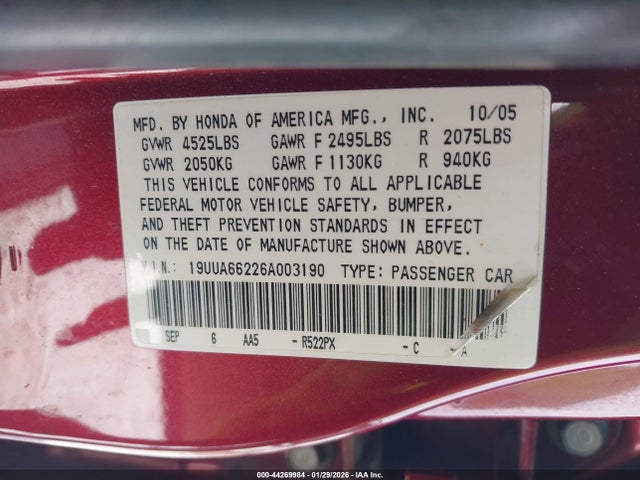 MFD. BY HONDA OF AMERICA MFG., INC. 10/05
GVWR 4525LBS GAWR F 2495LBS R 2075LBS
GVWR 2050KG GAWR F 1130KG R 940KG
THIS VEHICLE CONFORMS TO ALL APPLICABLE
FEDERAL MOTOR VEHICLE SAFETY, BUMPER,
AND THEFT PREVENTION STANDARDS IN EFFECT
ON THE DATE OF MANUFACTURE SHOWN ABOVE.
V.I.N.: 19UUA66226A003190 TYPE: PASSENGER CAR
SEP 6 AA5 - R522PX - C - A
000-44269984 - 01/29/2026 - IAA Inc.